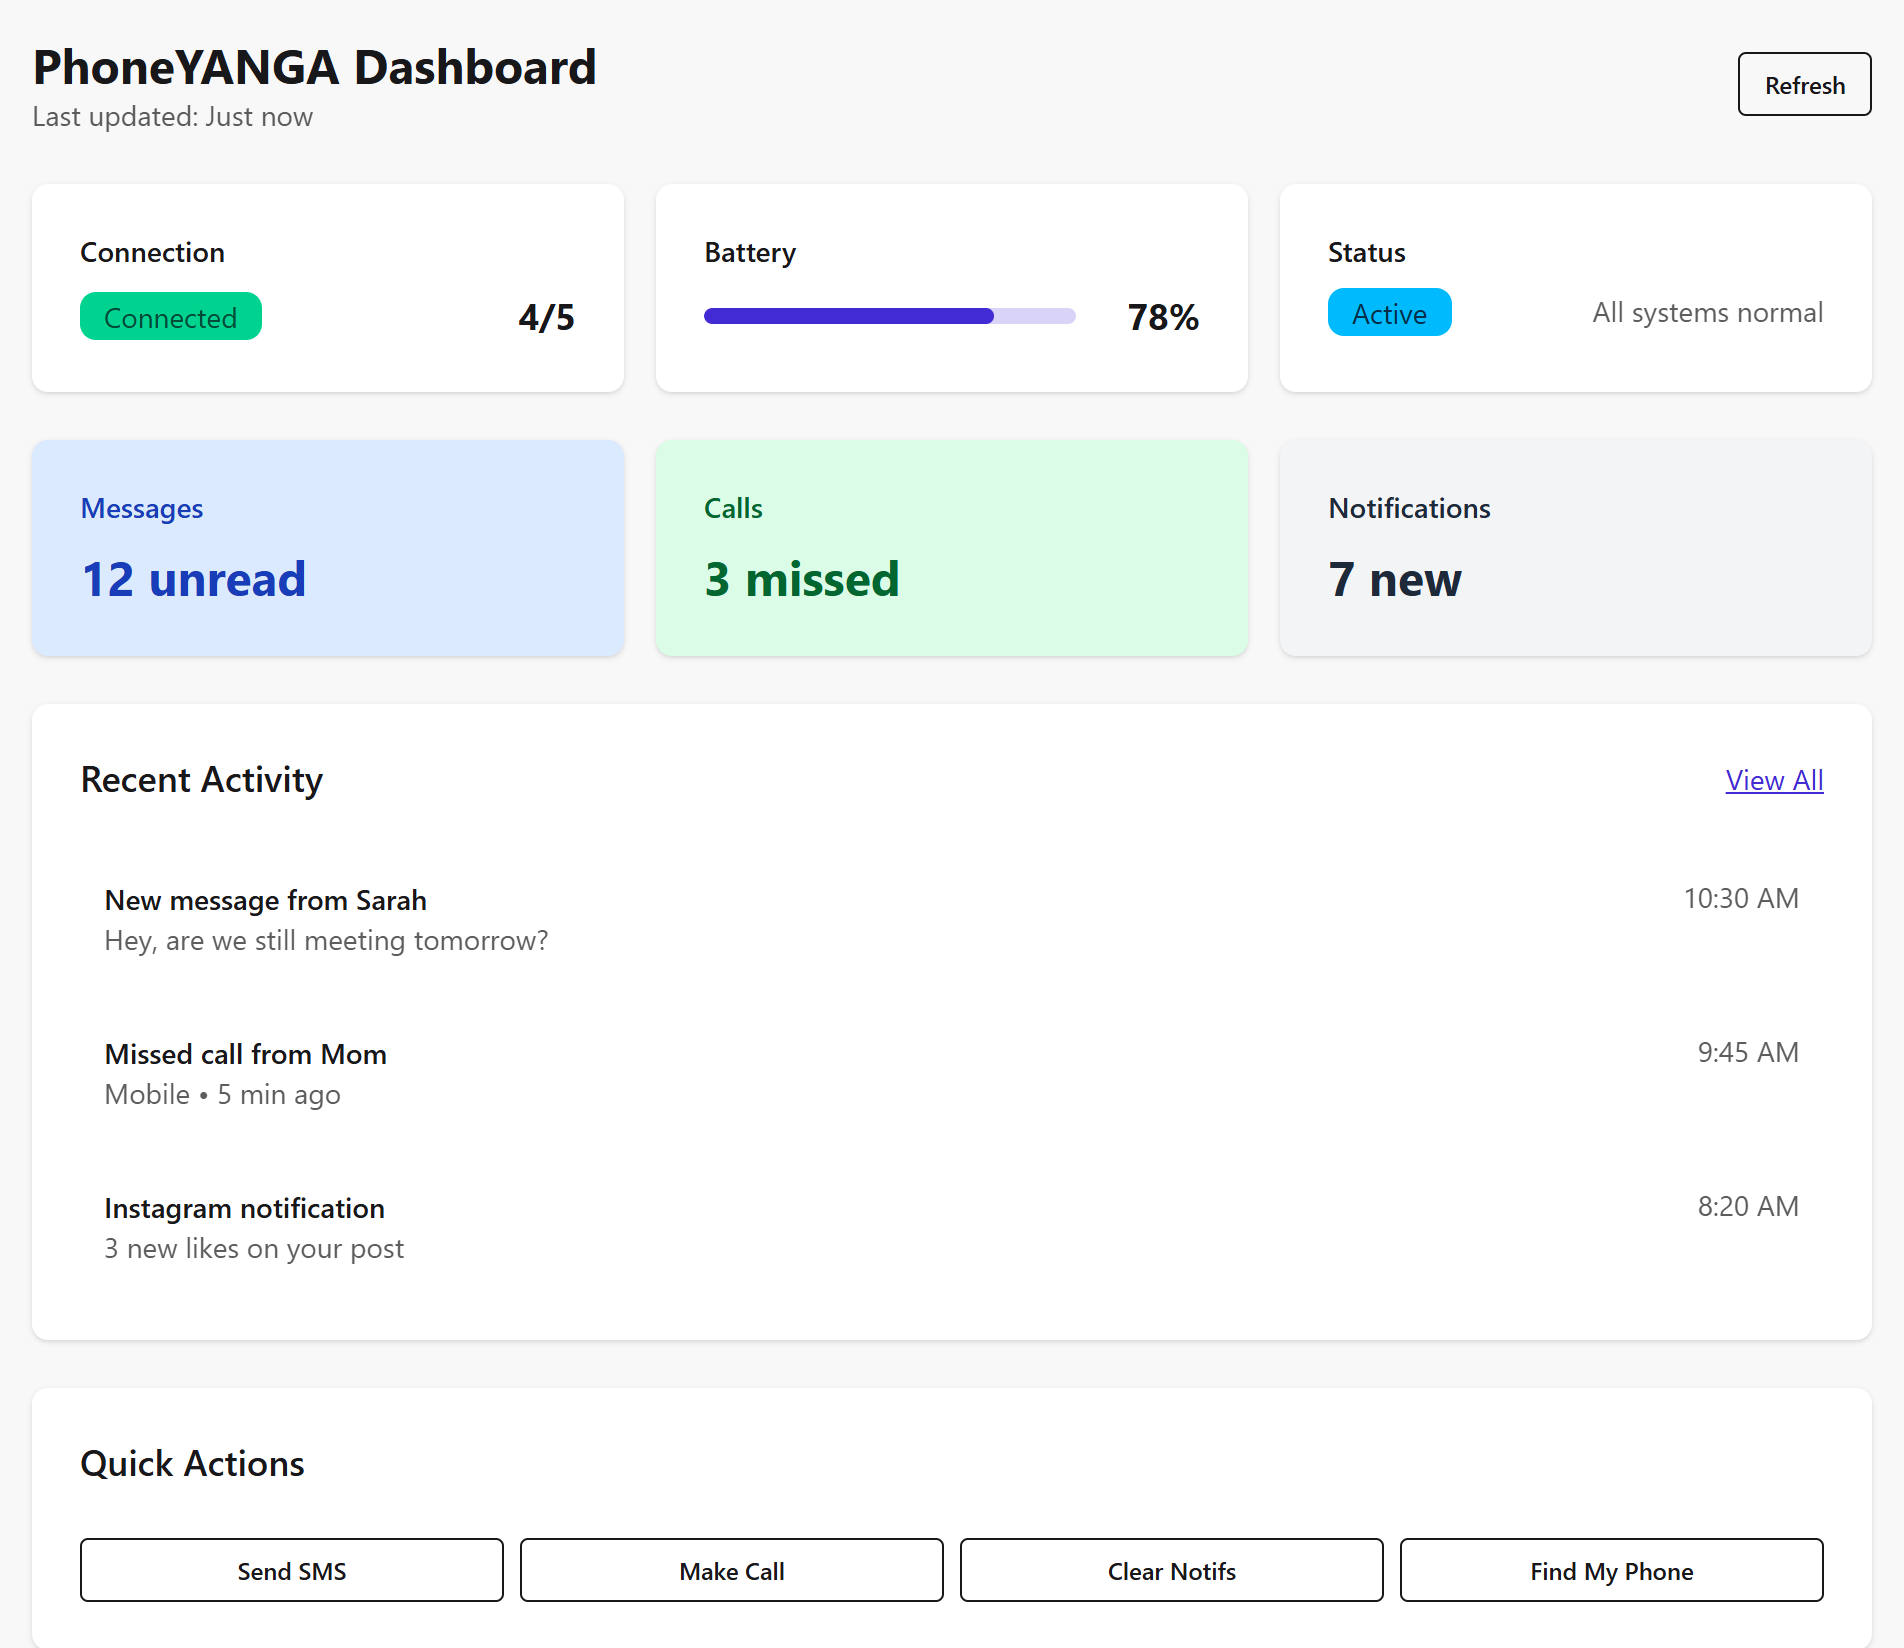 PhoneYANGA Dashboard
Last updated: Just now
Refresh
Connection
Connected
4/5
Battery
78%
Status
Active
All systems normal
Messages
12 unread
Calls
3 missed
Notifications
7 new
Recent Activity
View All
New message from Sarah
10:30 AM
Hey, are we still meeting tomorrow?
Missed call from Mom
9:45 AM
Mobile • 5 min ago
Instagram notification
8:20 AM
3 new likes on your post
Quick Actions
Send SMS
Make Call
Clear Notifs
Find My Phone